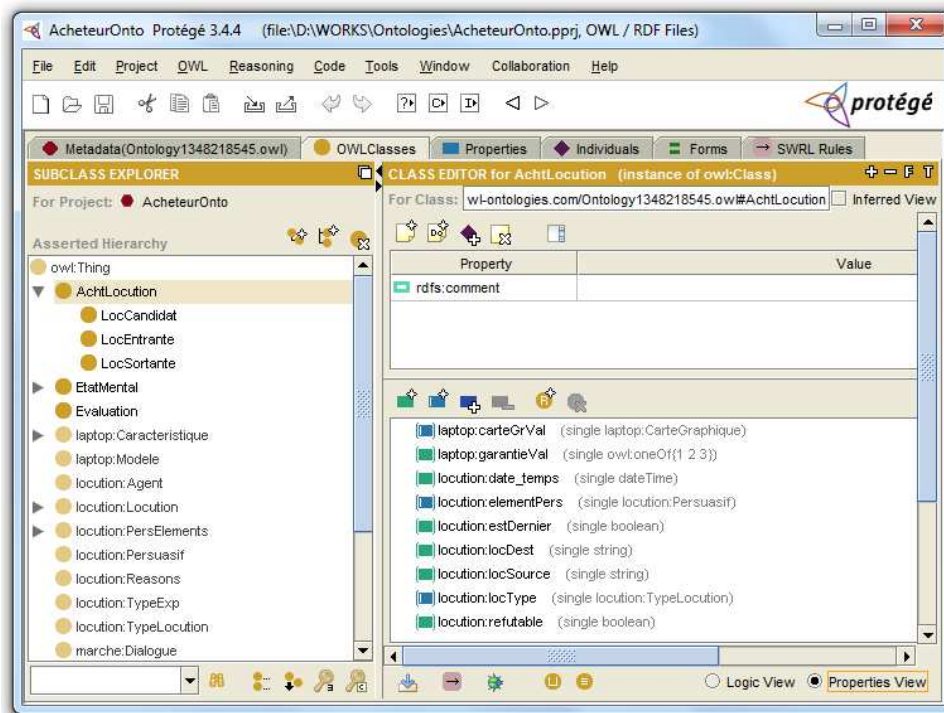 AcheteurOnto Protégé 3.4.4 (file:\D:\WORKS\Ontologies\AcheteurOnto.pprj, OWL / RDF Files)
File Edit Project OWL Reasoning Code Tools Window Collaboration Help
protégé
Metadata(Ontology1348218545.owl) OWLClasses Properties Individuals Forms SWRL Rules
SUBCLASS EXPLORER
For Project: AcheteurOnto
Asserted Hierarchy
owl:Thing
AchtLocution
LocCandidat
LocEntrante
LocSortante
EtatMental
Evaluation
laptop:Caracteristique
laptop:Modele
locution:Agent
locution:Locution
locution:PersElements
locution:Persuasif
locution:Reasons
locution:TypeExp
locution:TypeLocution
marche:Dialogue
CLASS EDITOR for AchtLocution (instance of owl:Class)
For Class: wl-ontologies.com/Ontology1348218545.owl#AchtLocution Inferred View
Property Value
rdfs:comment
laptop:carteGrVal (single laptop:CarteGraphique)
laptop:garantieVal (single owl:oneOf{1 2 3})
locution:date_temps (single dateTime)
locution:elementPers (single locution:Persuasif)
locution:estDernier (single boolean)
locution:locDest (single string)
locution:locSource (single string)
locution:locType (single locution:TypeLocution)
locution:refutable (single boolean)
Logic View Properties View